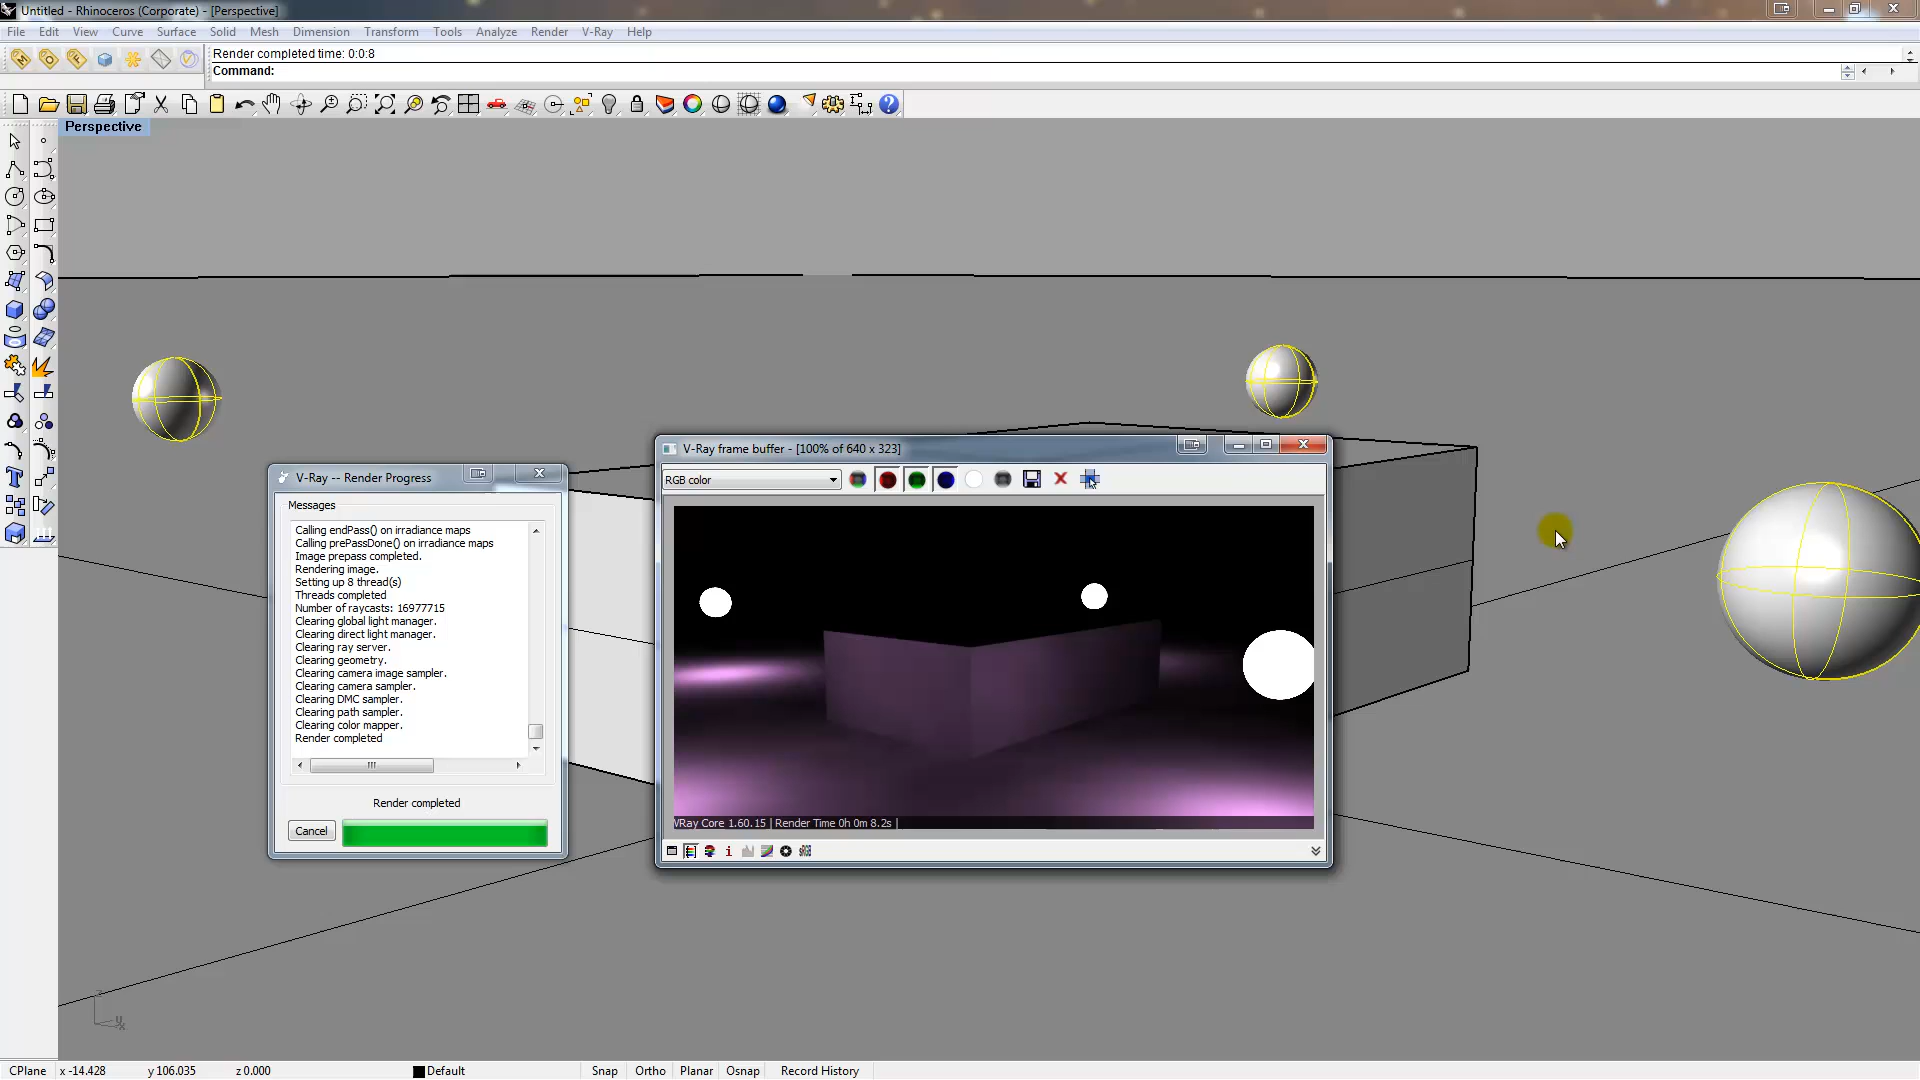 Untitled - Rhinoceros (Corporate) - [Perspective]
File Edit View Curve Surface Solid Mesh Dimension Transform Tools Analyze Render V-Ray Help
Render completed time: 0:0:8
Command:
Perspective
V-Ray frame buffer - [100% of 640 x 323]
RGB color
VRay Core 1.60.15 | Render Time 0h 0m 8.2s |
V-Ray -- Render Progress
Messages
Calling endPass() on irradiance maps
Calling prePassDone() on irradiance maps
Image prepass completed.
Rendering image.
Setting up 8 thread(s)
Threads completed
Number of raycasts: 16977715
Clearing global light manager.
Clearing direct light manager.
Clearing ray server.
Clearing geometry.
Clearing camera image sampler.
Clearing camera sampler.
Clearing DMC sampler.
Clearing path sampler.
Clearing color mapper.
Render completed
Render completed
Cancel
z
y
x
CPlane x -14.428 y 106.035 z 0.000 Default Snap Ortho Planar Osnap Record History